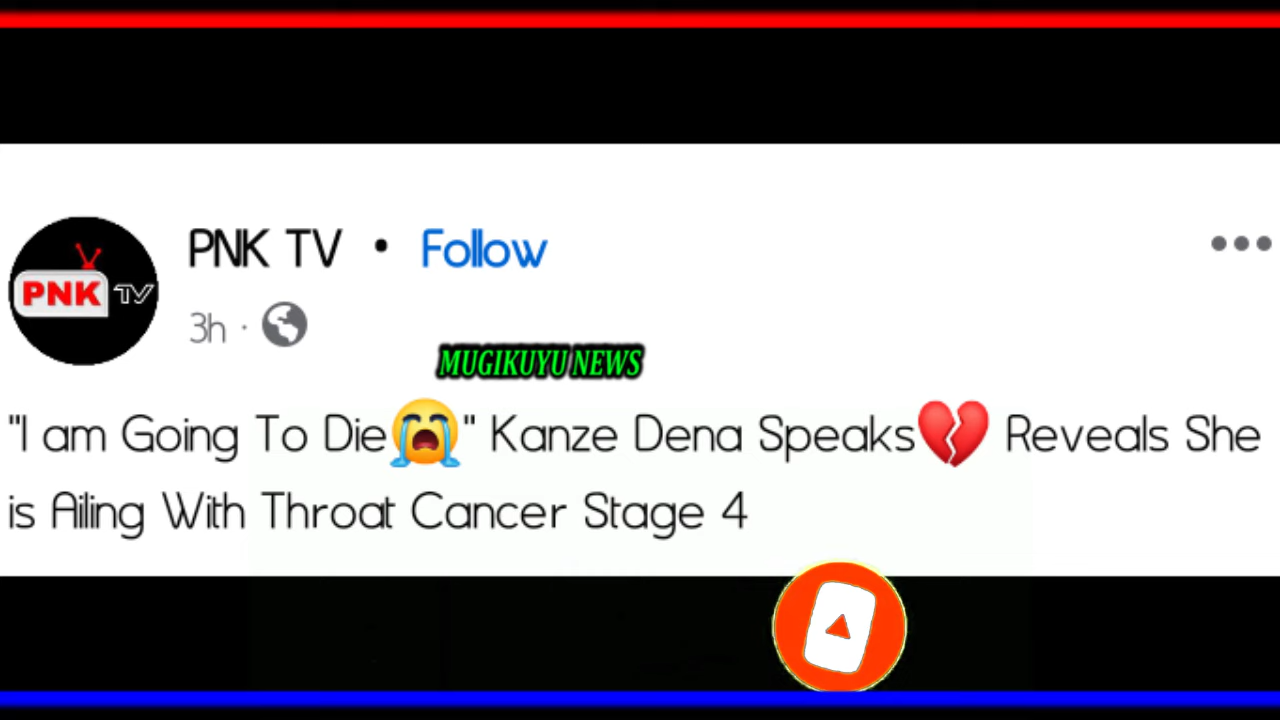 PNK TV • Follow
PNK TV
3h ·
MUGIKUYU NEWS
"I am Going To Die😭" Kanze Dena Speaks💔 Reveals She
is Ailing With Throat Cancer Stage 4